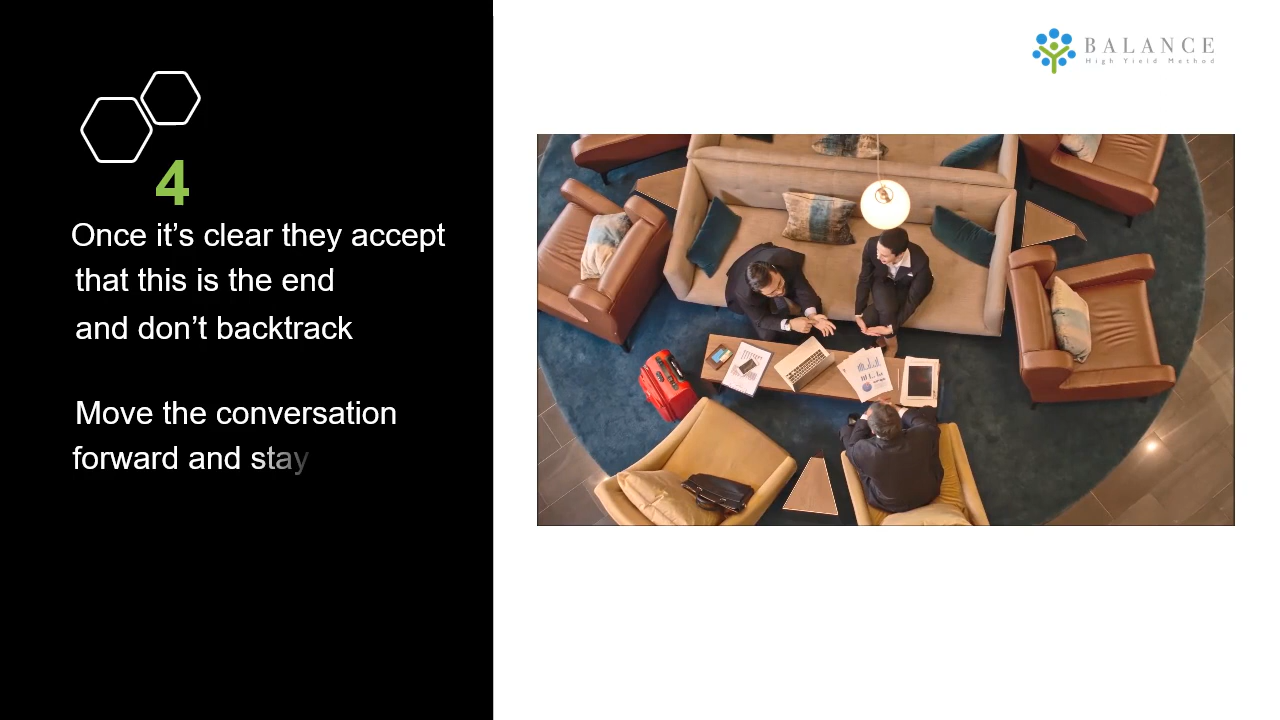 4
Once it’s clear they accept
that this is the end
and don’t backtrack
Move the conversation
forward and stay
BALANCE
High Yield Method